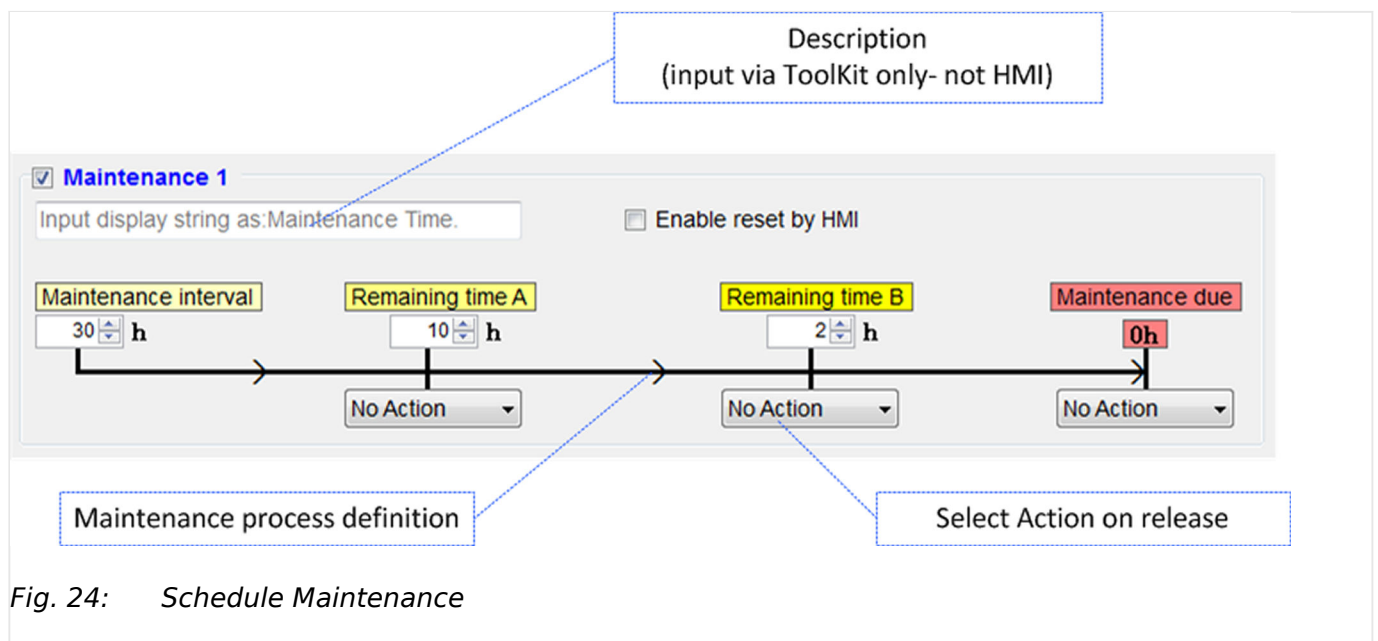 Description
(input via ToolKit only- not HMI)
Maintenance 1
Input display string as:Maintenance Time.
Enable reset by HMI
Maintenance interval
Remaining time A
Remaining time B
Maintenance due
30 h
10 h
2 h
0h
No Action
No Action
No Action
Maintenance process definition
Select Action on release
Fig. 24: Schedule Maintenance